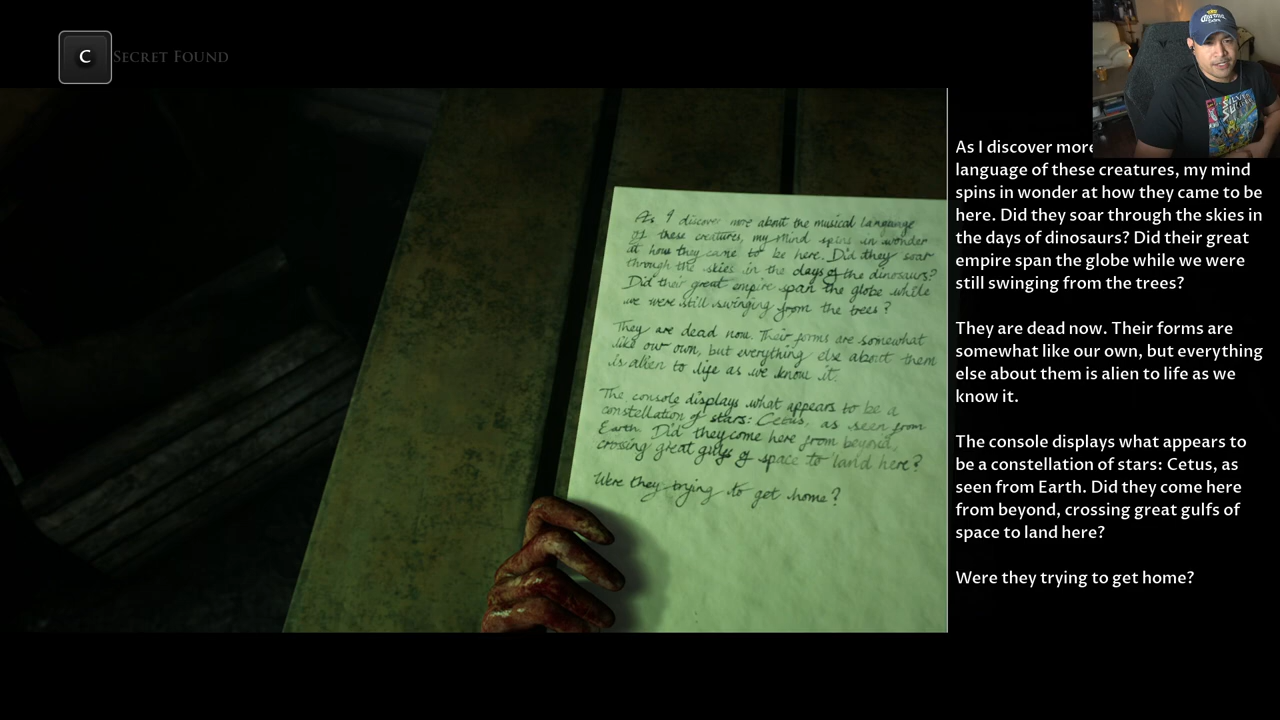 C
SECRET FOUND
As I discover more about the musical language
of these creatures, my mind spins in wonder
at how they came to be here. Did they soar
through the skies in the days of the dinosaurs?
Did their great empire span the globe while
we were still swinging from the trees?
They are dead now. Their forms are somewhat
like our own, but everything else about them
is alien to life as we know it.
The console displays what appears to be a
constellation of stars: Cetus, as seen from
Earth. Did they come here from beyond,
crossing great gulfs of space to land here?
Were they trying to get home?
As I discover more
language of these creatures, my mind
spins in wonder at how they came to be
here. Did they soar through the skies in
the days of dinosaurs? Did their great
empire span the globe while we were
still swinging from the trees?
They are dead now. Their forms are
somewhat like our own, but everything
else about them is alien to life as we
know it.
The console displays what appears to
be a constellation of stars: Cetus, as
seen from Earth. Did they come here
from beyond, crossing great gulfs of
space to land here?
Were they trying to get home?
Corona
SILVER